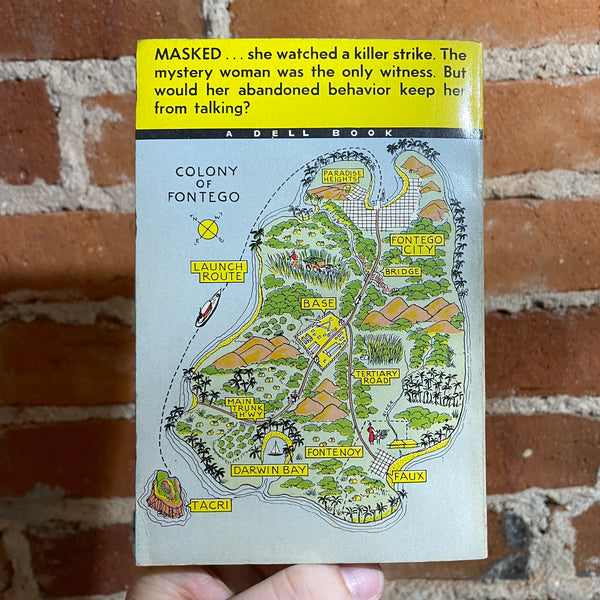 MASKED ... she watched a killer strike. The
mystery woman was the only witness. But
would her abandoned behavior keep her
from talking?
A DELL BOOK
COLONY
OF
FONTEGO
N
W
E
S
PARADISE
HEIGHTS
FONTEGO
CITY
LAUNCH
ROUTE
BRIDGE
BASE
TERTIARY
ROAD
MAIN
TRUNK
H'WY
FONTENOY
DARWIN BAY
FAUX
TACRI